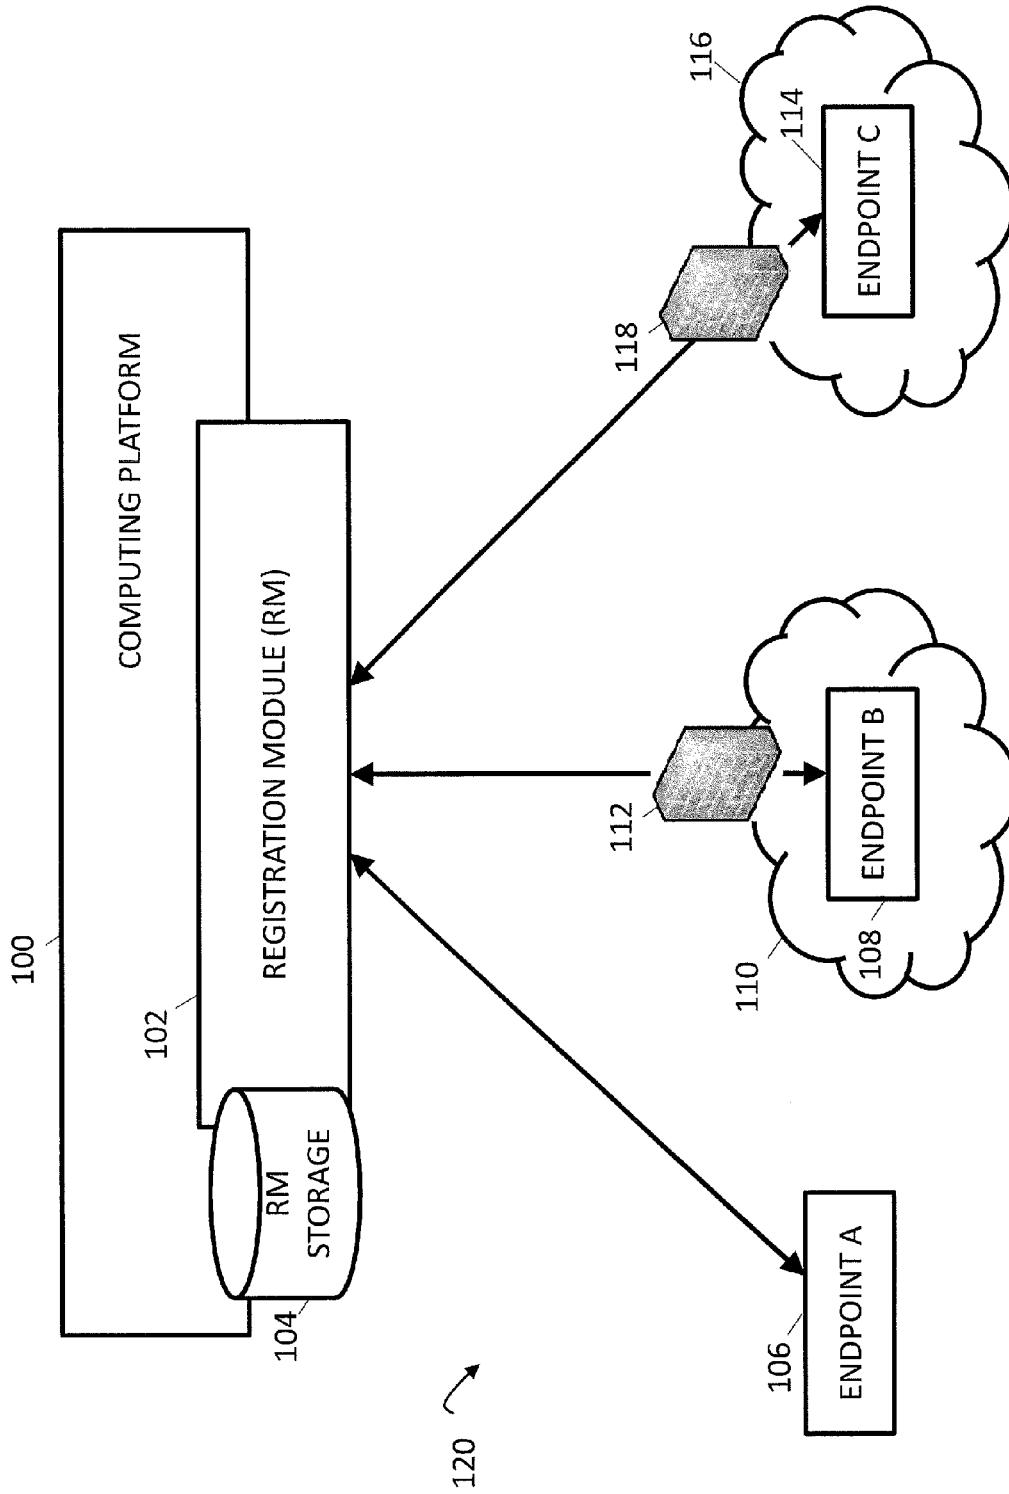 100
COMPUTING PLATFORM
102
REGISTRATION MODULE (RM)
104
RM
STORAGE
120
106
ENDPOINT A
112
110
108
ENDPOINT B
118
116
114
ENDPOINT C